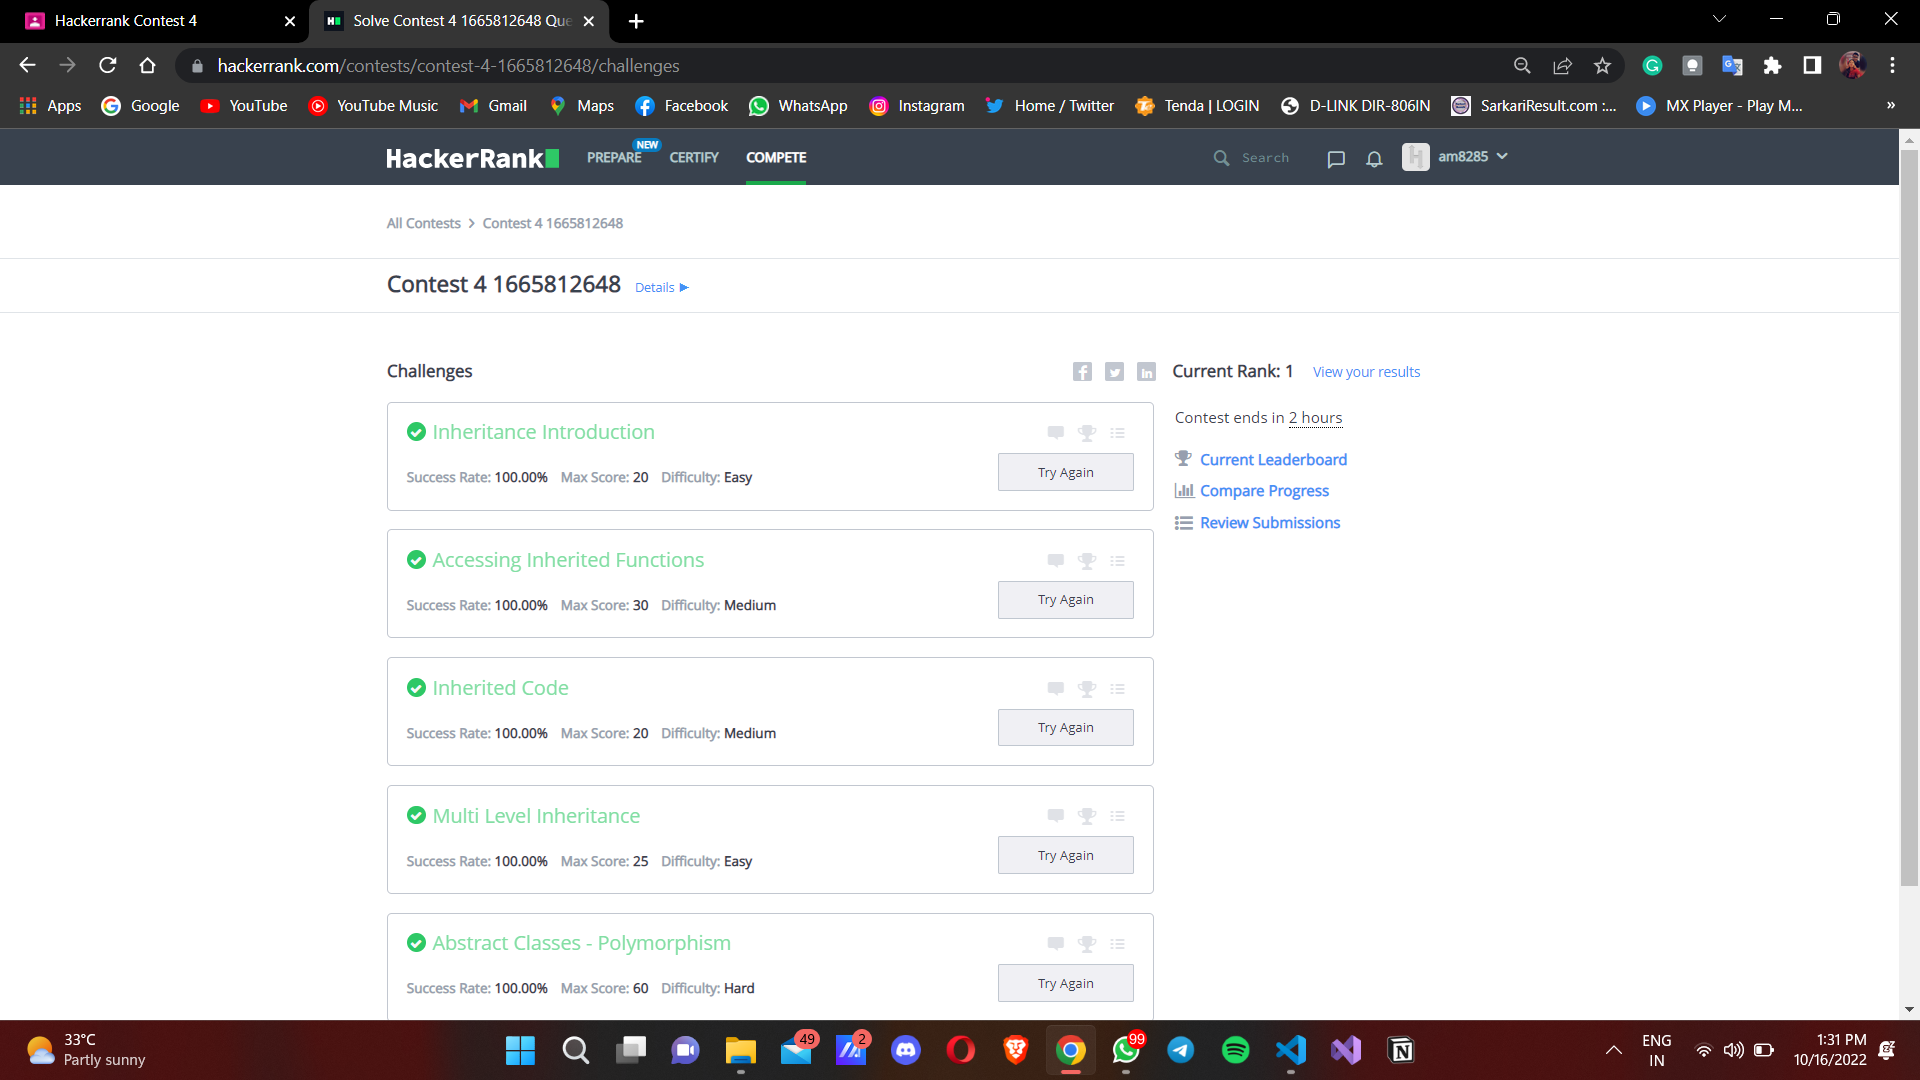 Hackerrank Contest 4
Solve Contest 4 1665812648 Que
hackerrank.com/contests/contest-4-1665812648/challenges
Apps Google YouTube YouTube Music Gmail Maps Facebook WhatsApp Instagram Home / Twitter Tenda | LOGIN D-LINK DIR-806IN SarkariResult.com :... MX Player - Play M... »
HackerRank PREPARE NEW CERTIFY COMPETE Search am8285
All Contests > Contest 4 1665812648
Contest 4 1665812648 Details
Challenges
Current Rank: 1 View your results
Contest ends in 2 hours
Current Leaderboard
Compare Progress
Review Submissions
Inheritance Introduction
Success Rate: 100.00% Max Score: 20 Difficulty: Easy
Try Again
Accessing Inherited Functions
Success Rate: 100.00% Max Score: 30 Difficulty: Medium
Try Again
Inherited Code
Success Rate: 100.00% Max Score: 20 Difficulty: Medium
Try Again
Multi Level Inheritance
Success Rate: 100.00% Max Score: 25 Difficulty: Easy
Try Again
Abstract Classes - Polymorphism
Success Rate: 100.00% Max Score: 60 Difficulty: Hard
Try Again
33°C
Partly sunny
49
2
99
ENG
IN
1:31 PM
10/16/2022